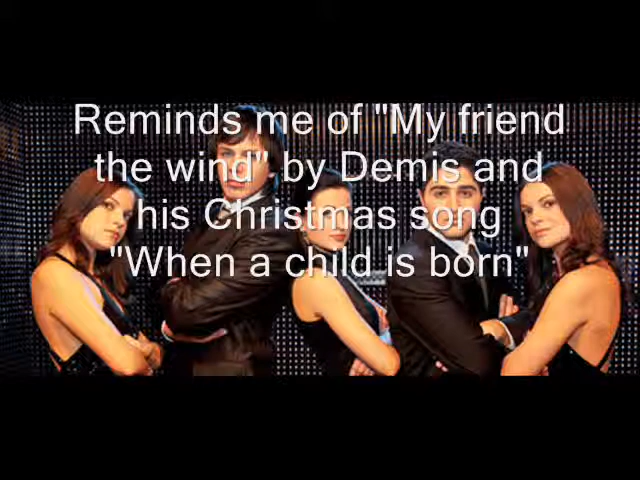 Reminds me of "My friend
the wind" by Demis and
his Christmas song
"When a child is born"